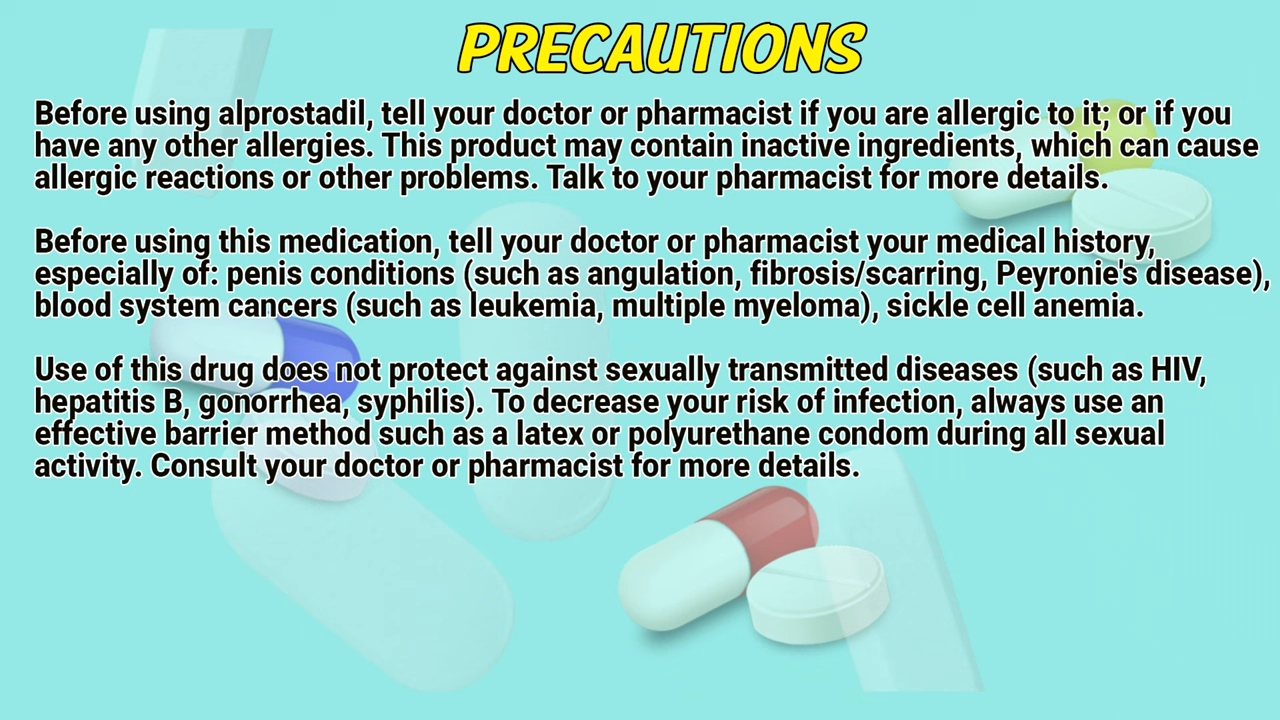 PRECAUTIONS
Before using alprostadil, tell your doctor or pharmacist if you are allergic to it; or if you
have any other allergies. This product may contain inactive ingredients, which can cause
allergic reactions or other problems. Talk to your pharmacist for more details.
Before using this medication, tell your doctor or pharmacist your medical history,
especially of: penis conditions (such as angulation, fibrosis/scarring, Peyronie's disease),
blood system cancers (such as leukemia, multiple myeloma), sickle cell anemia.
Use of this drug does not protect against sexually transmitted diseases (such as HIV,
hepatitis B, gonorrhea, syphilis). To decrease your risk of infection, always use an
effective barrier method such as a latex or polyurethane condom during all sexual
activity. Consult your doctor or pharmacist for more details.